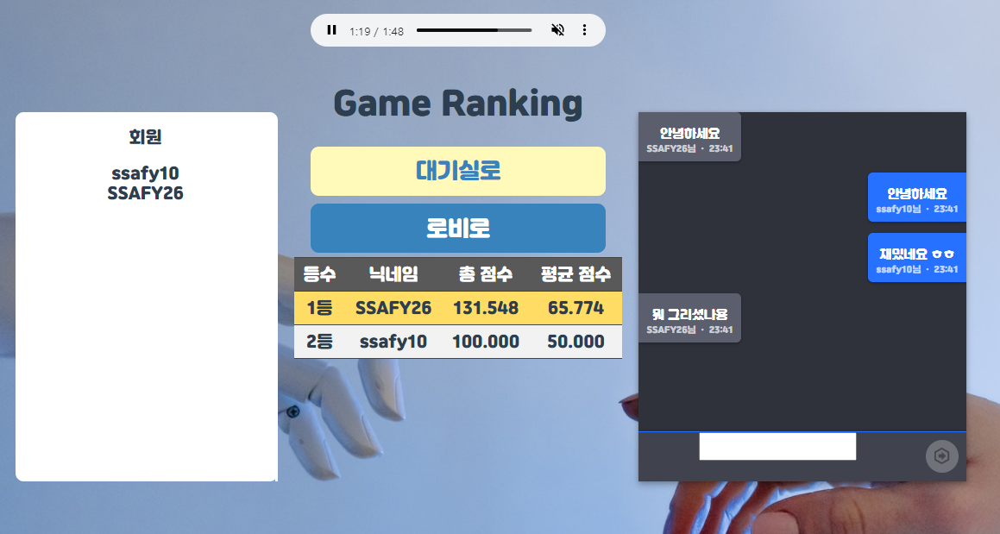 1:19 / 1:48
Game Ranking
회원
ssafy10
SSAFY26
대기실로
로비로
등수 닉네임 총 점수 평균 점수
1등 SSAFY26 131.548 65.774
2등 ssafy10 100.000 50.000
안녕하세요
SSAFY26님 · 23:41
안녕하세요
ssafy10님 · 23:41
재밌네요 ㅎㅎ
ssafy10님 · 23:41
뭐 그리셨나용
SSAFY26님 · 23:41